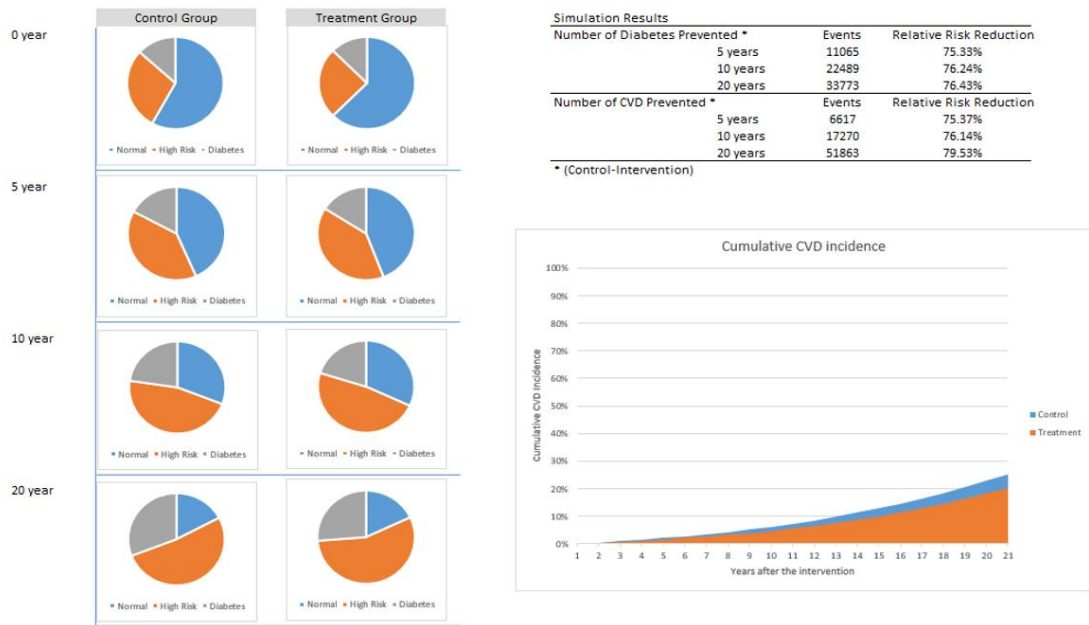 Control Group
Treatment Group
0 year
Normal High Risk Diabetes
Normal High Risk Diabetes
5 year
Normal High Risk Diabetes
Normal High Risk Diabetes
10 year
Normal High Risk Diabetes
Normal High Risk Diabetes
20 year
Normal High Risk Diabetes
Normal High Risk Diabetes
Simulation Results
Number of Diabetes Prevented * Events Relative Risk Reduction
5 years 11065 75.33%
10 years 22489 76.24%
20 years 33773 76.43%
Number of CVD Prevented * Events Relative Risk Reduction
5 years 6617 75.37%
10 years 17270 76.14%
20 years 51863 79.53%
* (Control-Intervention)
Cumulative CVD incidence
Cumulative CVD Incidence
100%
90%
80%
70%
60%
50%
40%
30%
20%
10%
0%
1 2 3 4 5 6 7 8 9 10 11 12 13 14 15 16 17 18 19 20 21
Years after the intervention
Control
Treatment